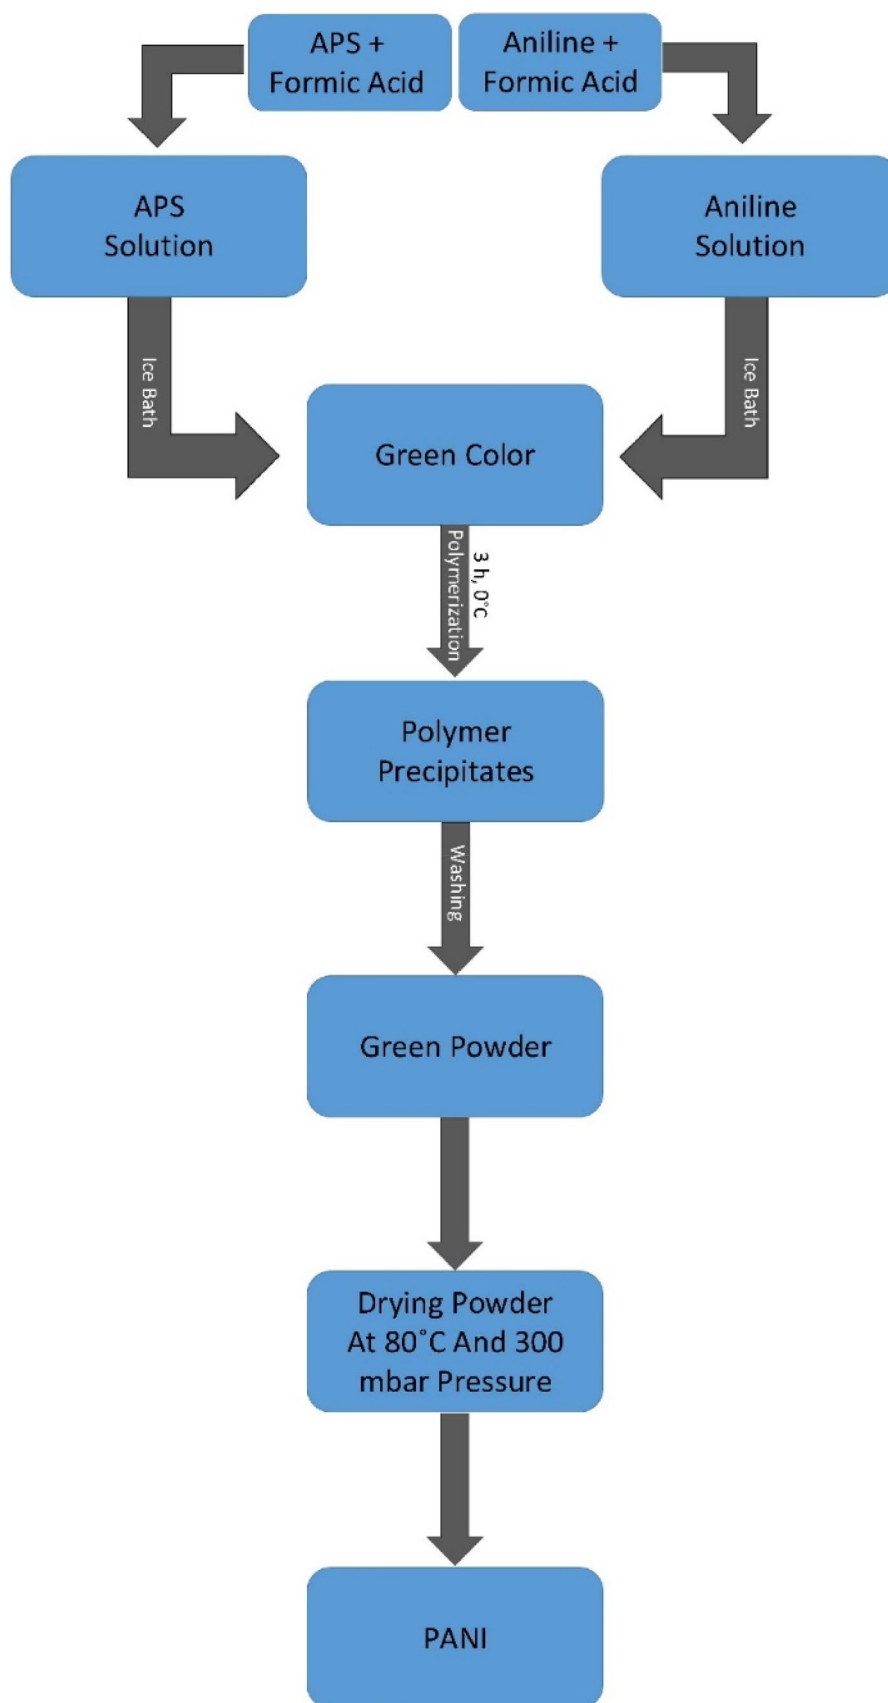 APS +
Formic Acid
Aniline +
Formic Acid
APS
Solution
Aniline
Solution
Ice Bath
Ice Bath
Green Color
3 h, 0˚C
Polymerization
Polymer
Precipitates
Washing
Green Powder
Drying Powder
At 80˚C And 300
mbar Pressure
PANI